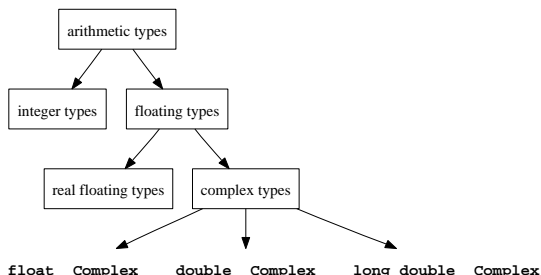 arithmetic types
integer types
floating types
real floating types
complex types
float _Complex
double _Complex
long double _Complex